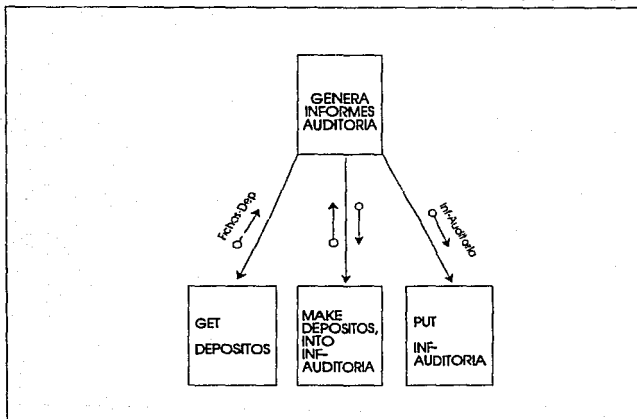 GENERA
INFORMES
AUDITORIA
Fichas-Dep
Inf-Auditoria
GET
DEPOSITOS
MAKE
DEPOSITOS,
INTO
INF-
AUDITORIA
PUT
INF-
AUDITORIA